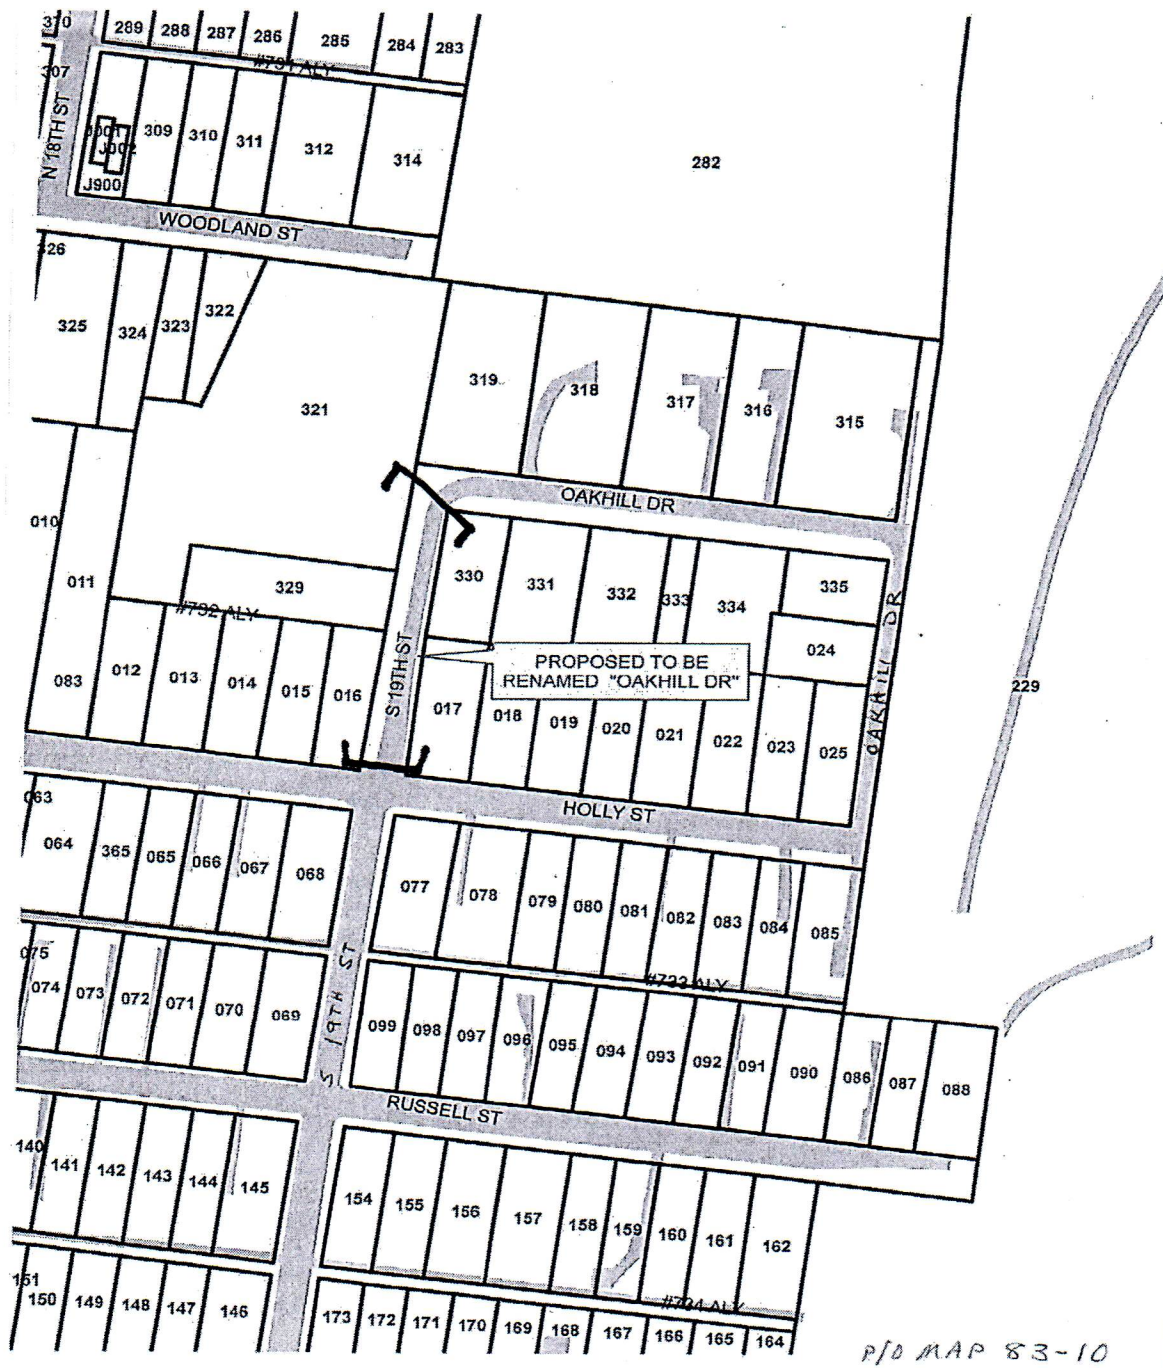 370
289 288 287 286 285 284 283
#731 ALY
307
N 18TH ST
J001
J002
J900
309 310 311 312 314
282
WOODLAND ST
326
325 324 323 322
321
319 318 317 316 315
OAKHILL DR
010
011
329
#732 ALY
330 331 332 333 334 335
024
OAKHILL DR
S 19TH ST
PROPOSED TO BE
RENAMED "OAKHILL DR"
229
083 012 013 014 015 016
017 018 019 020 021 022 023 025
HOLLY ST
063
064 365 065 066 067 068
077 078 079 080 081 082 083 084 085
#733 ALY
S 19TH ST
075
074 073 072 071 070 069
099 098 097 096 095 094 093 092 091 090 086 087 088
RUSSELL ST
140
141 142 143 144 145
154 155 156 157 158 159 160 161 162
#734 ALY
151
150 149 148 147 146
173 172 171 170 169 168 167 166 165 164
P/O MAP 83-10